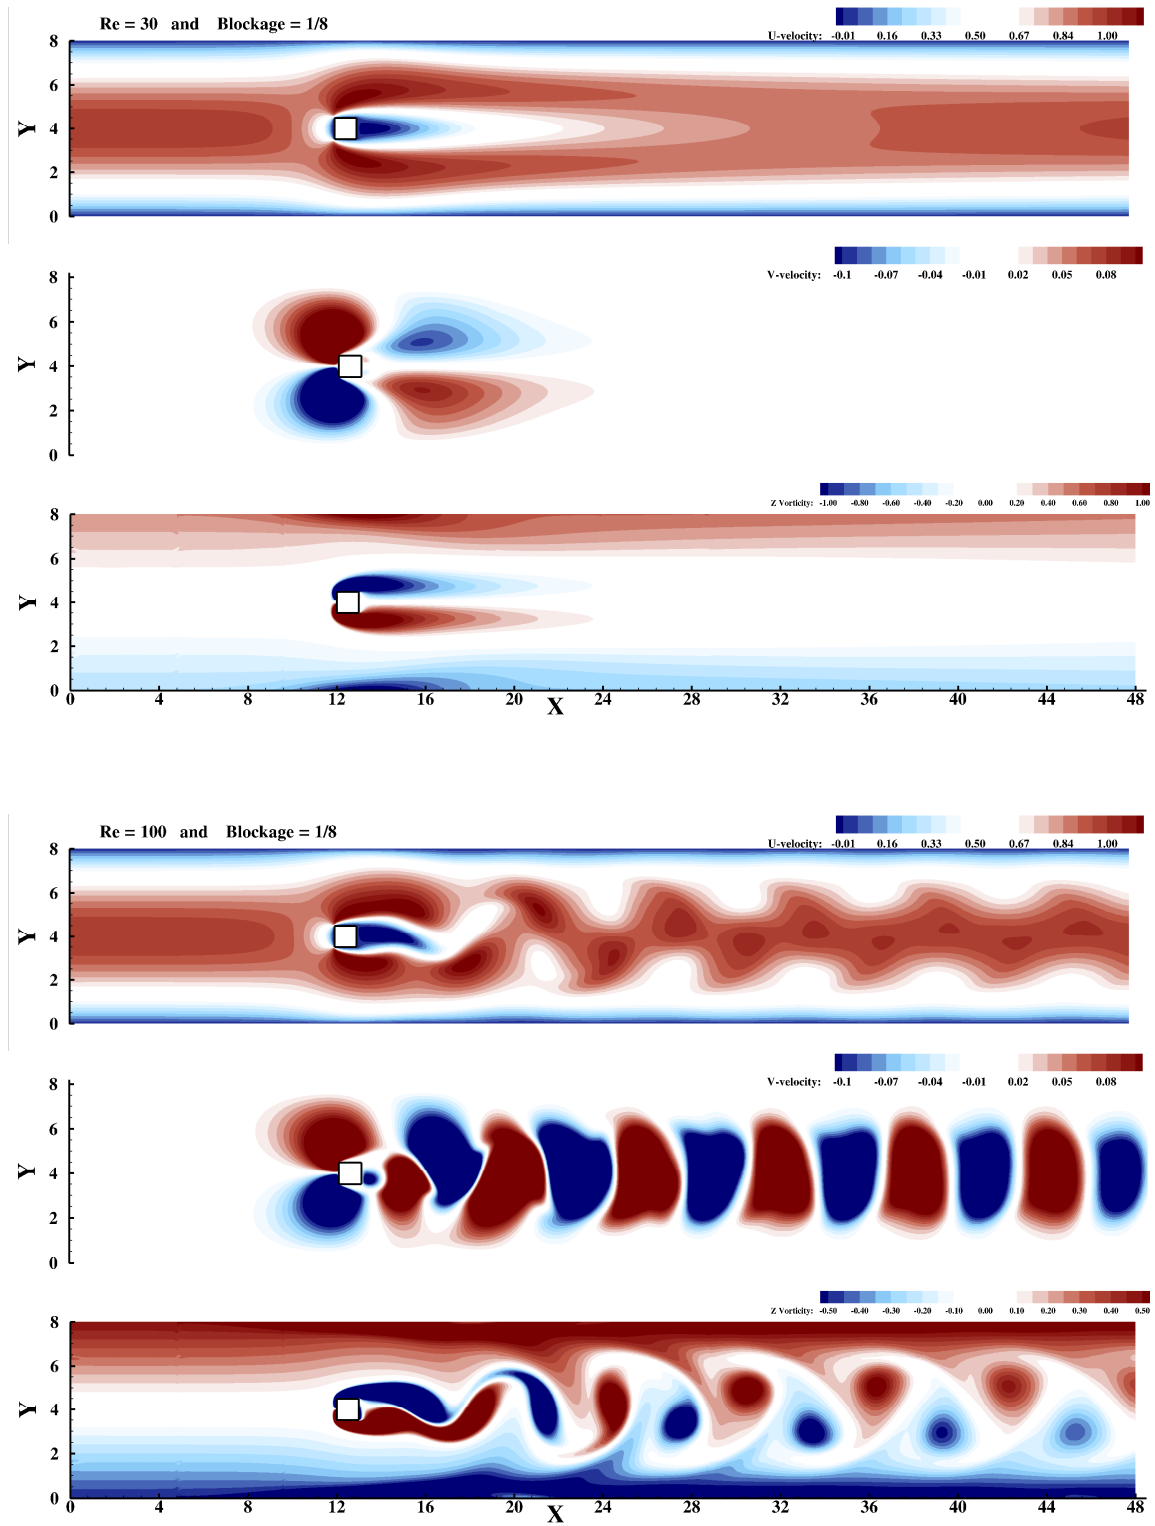 Re = 30 and Blockage = 1/8
U-velocity: -0.01 0.16 0.33 0.50 0.67 0.84 1.00
8
6
Y
4
2
0
V-velocity: -0.1 -0.07 -0.04 -0.01 0.02 0.05 0.08
8
6
Y
4
2
0
Z Vorticity: -1.00 -0.80 -0.60 -0.40 -0.20 0.00 0.20 0.40 0.60 0.80 1.00
8
6
Y
4
2
0
0 4 8 12 16 20 24 28 32 36 40 44 48
X
Re = 100 and Blockage = 1/8
U-velocity: -0.01 0.16 0.33 0.50 0.67 0.84 1.00
8
6
Y
4
2
0
V-velocity: -0.1 -0.07 -0.04 -0.01 0.02 0.05 0.08
8
6
Y
4
2
0
Z Vorticity: -0.50 -0.40 -0.30 -0.20 -0.10 0.00 0.10 0.20 0.30 0.40 0.50
8
6
Y
4
2
0
0 4 8 12 16 20 24 28 32 36 40 44 48
X